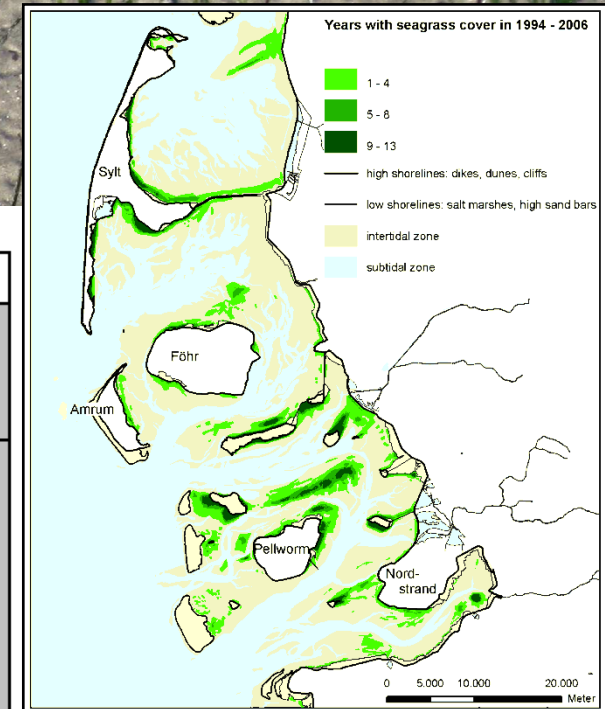 Years with seagrass cover in 1994 - 2006
1 - 4
5 - 8
9 - 13
high shorelines: dikes, dunes, cliffs
low shorelines: salt marshes, high sand bars
intertidal zone
subtidal zone
Sylt
Föhr
Amrum
Pellworm
Nord-
strand
0 5.000 10.000 20.000
Meter